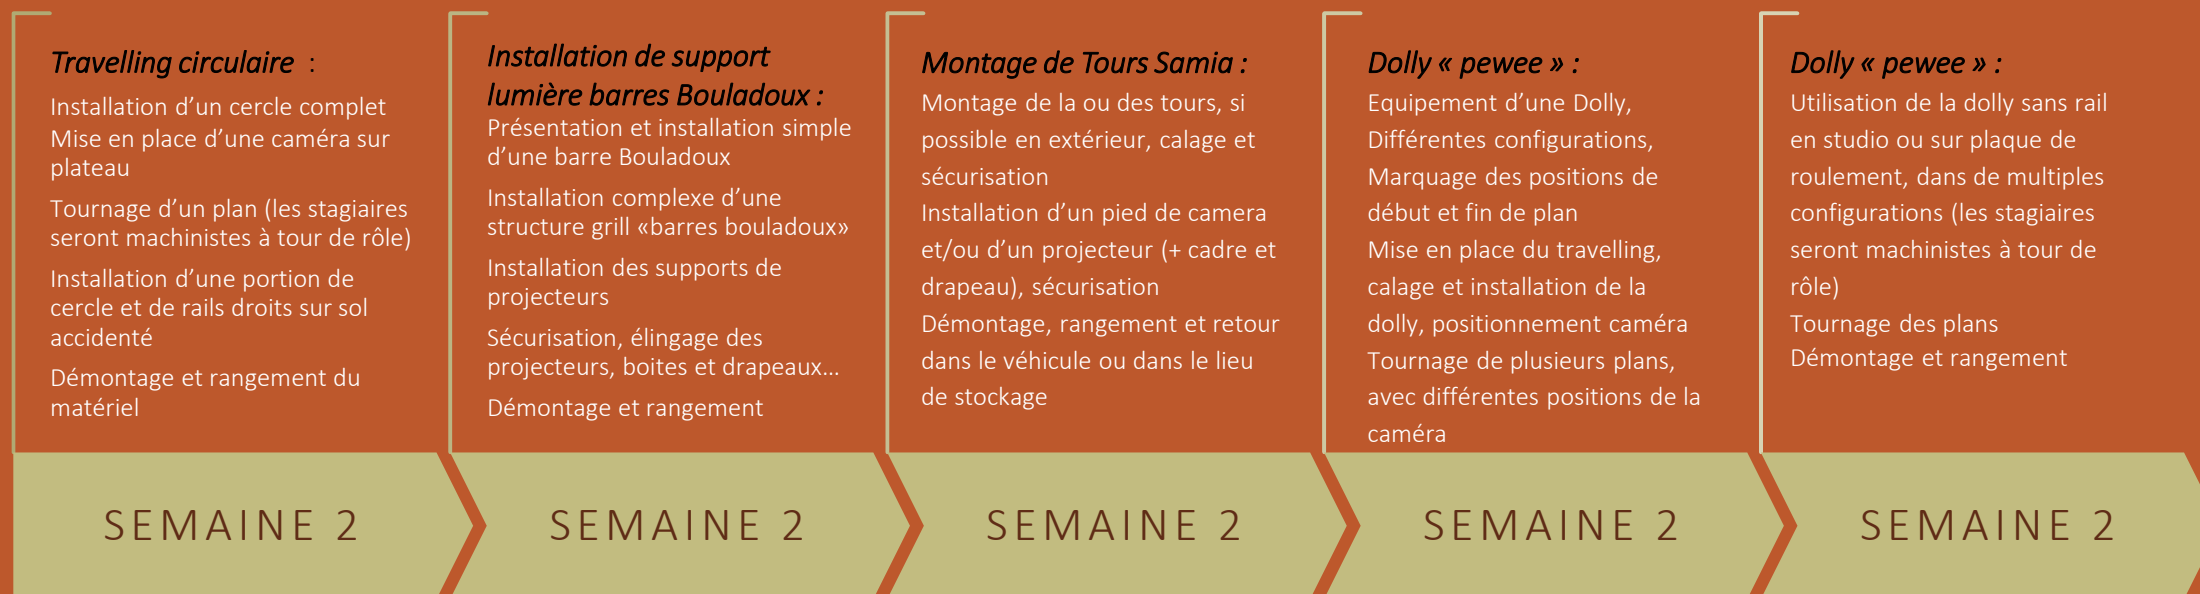 Travelling circulaire :
Installation d’un cercle complet
Mise en place d’une caméra sur
plateau
Tournage d’un plan (les stagiaires
seront machinistes à tour de rôle)
Installation d’une portion de
cercle et de rails droits sur sol
accidenté
Démontage et rangement du
matériel
SEMAINE 2
Installation de support
lumière barres Bouladoux :
Présentation et installation simple
d’une barre Bouladoux
Installation complexe d’une
structure grill «barres bouladoux»
Installation des supports de
projecteurs
Sécurisation, élingage des
projecteurs, boites et drapeaux…
Démontage et rangement
SEMAINE 2
Montage de Tours Samia :
Montage de la ou des tours, si
possible en extérieur, calage et
sécurisation
Installation d’un pied de camera
et/ou d’un projecteur (+ cadre et
drapeau), sécurisation
Démontage, rangement et retour
dans le véhicule ou dans le lieu
de stockage
SEMAINE 2
Dolly « pewee » :
Equipement d’une Dolly,
Différentes configurations,
Marquage des positions de
début et fin de plan
Mise en place du travelling,
calage et installation de la
dolly, positionnement caméra
Tournage de plusieurs plans,
avec différentes positions de la
caméra
SEMAINE 2
Dolly « pewee » :
Utilisation de la dolly sans rail
en studio ou sur plaque de
roulement, dans de multiples
configurations (les stagiaires
seront machinistes à tour de
rôle)
Tournage des plans
Démontage et rangement
SEMAINE 2